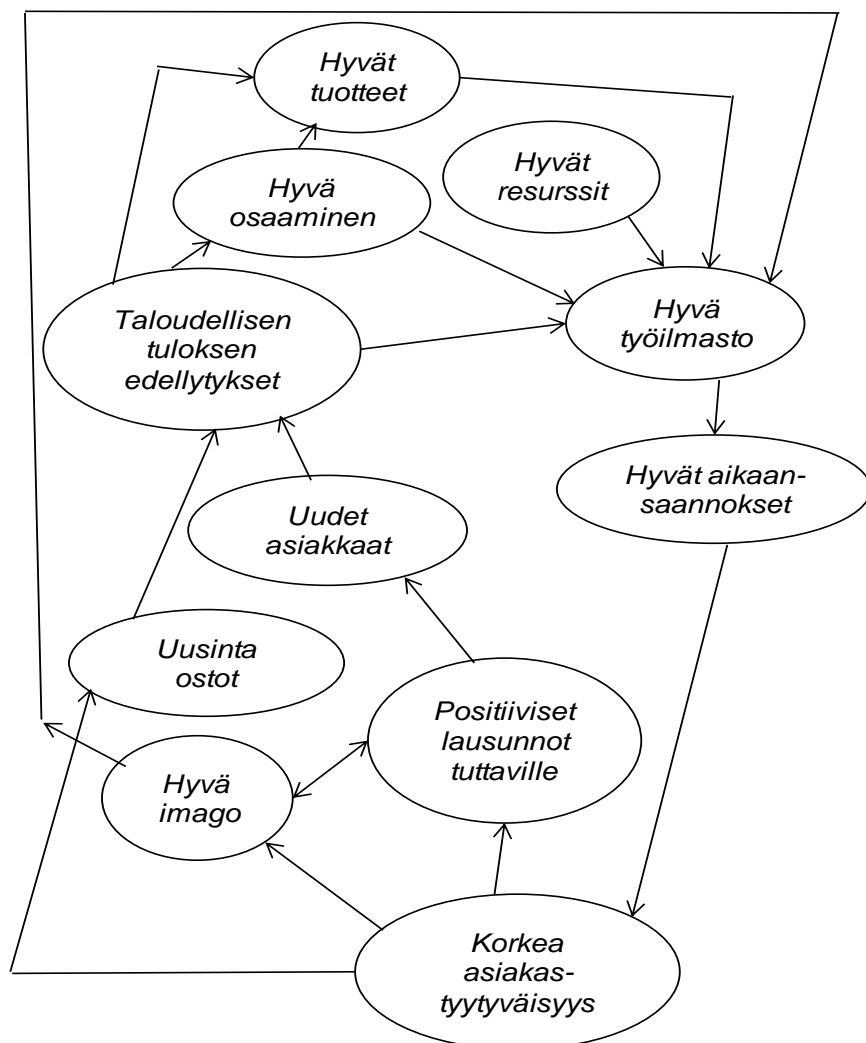 Hyvät
tuotteet
Hyvät
resurssit
Hyvä
osaaminen
Hyvä
työilmasto
Taloudellisen
tuloksen
edellytykset
Hyvät aikaan-
saannokset
Uudet
asiakkaat
Uusinta
ostot
Positiiviset
lausunnot
tuttaville
Hyvä
imago
Korkea
asiakas-
tyytyväisyys